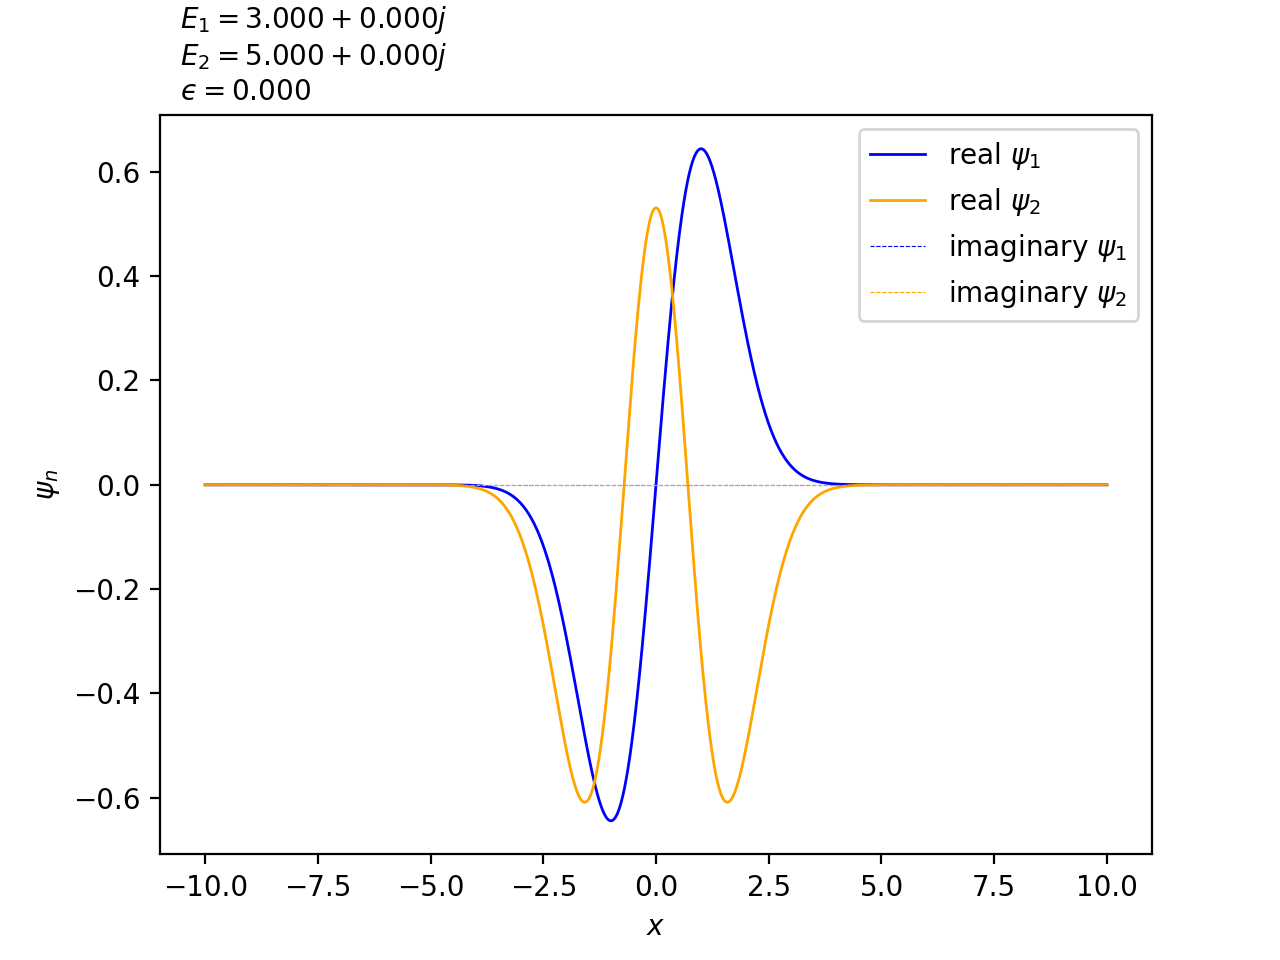 E₁ = 3.000 + 0.000j
E₂ = 5.000 + 0.000j
ϵ = 0.000
real ψ₁
real ψ₂
imaginary ψ₁
imaginary ψ₂
0.6
0.4
0.2
0.0
−0.2
−0.4
−0.6
ψₙ
−10.0 −7.5 −5.0 −2.5 0.0 2.5 5.0 7.5 10.0
x